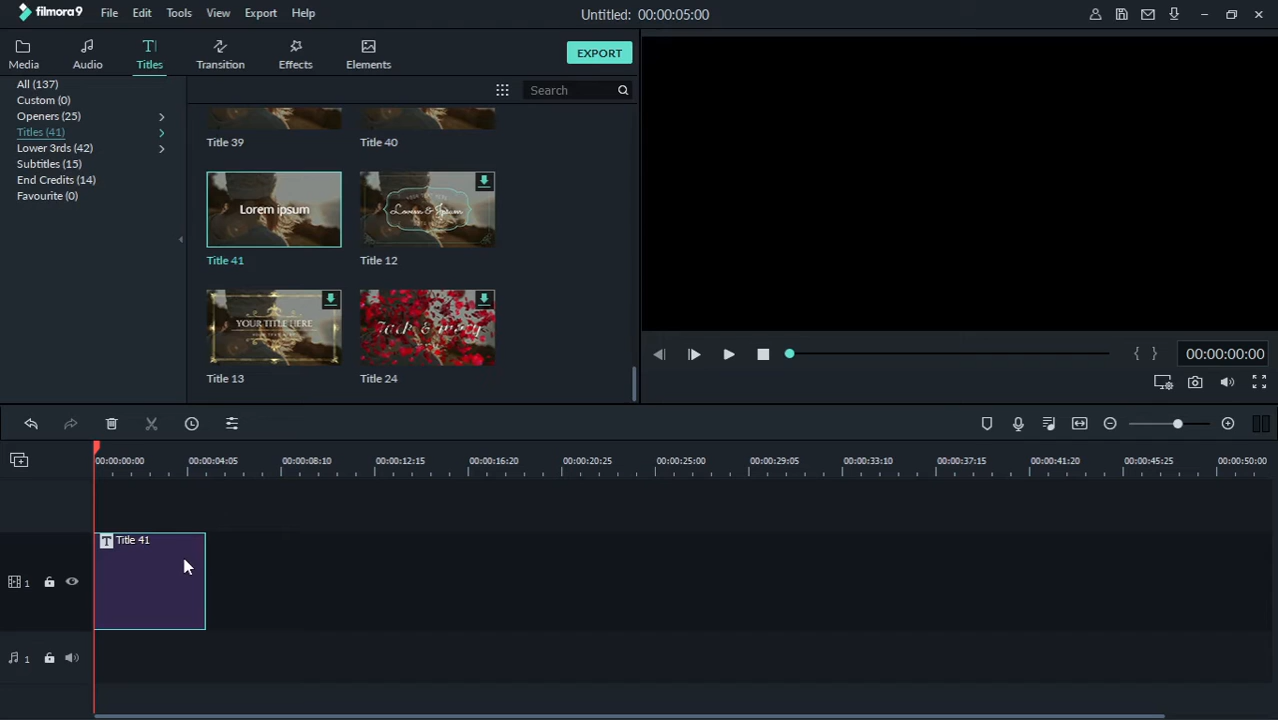 filmora9 File Edit Tools View Export Help Untitled: 00:00:05:00
Media Audio Titles Transition Effects Elements EXPORT
All (137)
Custom (0)
Openers (25)
Titles (41)
Lower 3rds (42)
Subtitles (15)
End Credits (14)
Favourite (0)
Search
Title 39 Title 40
Lorem ipsum
Lorem & Ipsum
Title 41 Title 12
YOUR TITLE HERE
Jack & mary
Title 13 Title 24
00:00:00:00
00:00:00:00 00:00:04:05 00:00:08:10 00:00:12:15 00:00:16:20 00:00:20:25 00:00:25:00 00:00:29:05 00:00:33:10 00:00:37:15 00:00:41:20 00:00:45:25 00:00:50:00
T Title 41
1
1